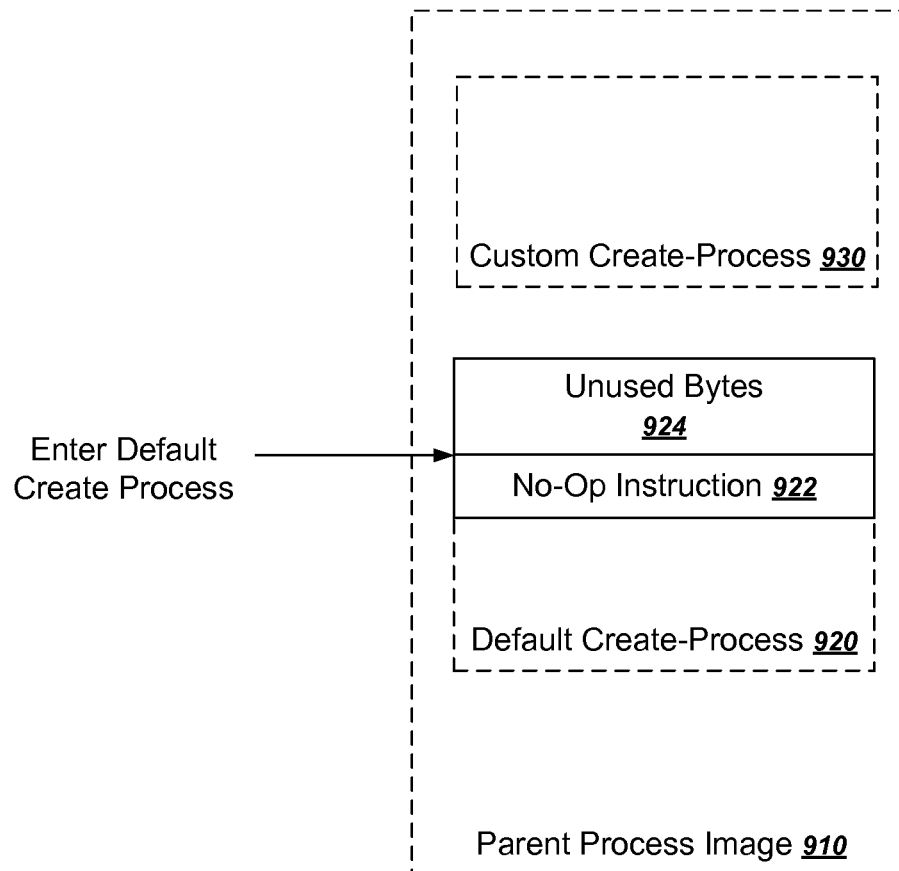 Custom Create-Process 930
Unused Bytes
924
Enter Default
Create Process
No-Op Instruction 922
Default Create-Process 920
Parent Process Image 910